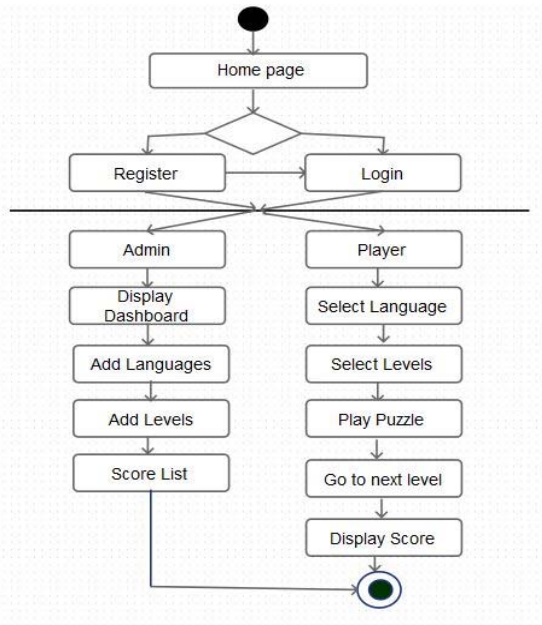 Home page
Register
Login
Admin
Player
Display
Dashboard
Select Language
Add Languages
Select Levels
Add Levels
Play Puzzle
Score List
Go to next level
Display Score